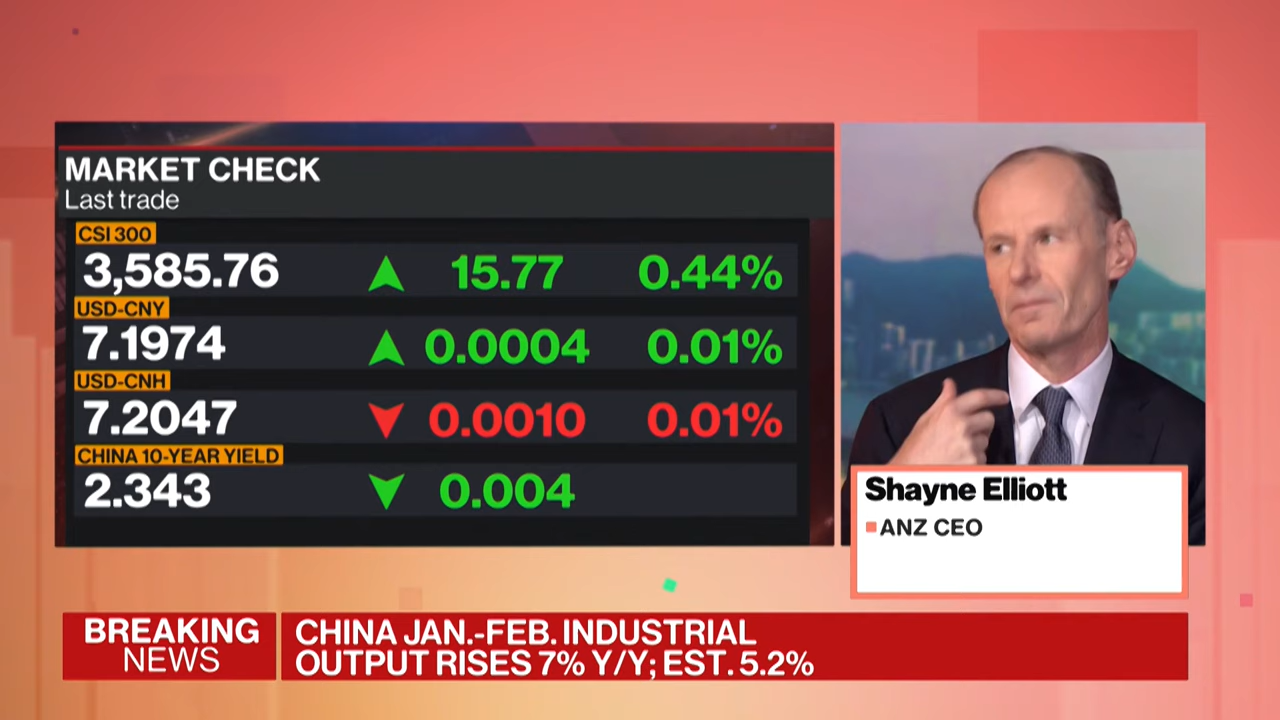 MARKET CHECK
Last trade
CSI 300
3,585.76 15.77 0.44%
USD-CNY
7.1974 0.0004 0.01%
USD-CNH
7.2047 0.0010 0.01%
CHINA 10-YEAR YIELD
2.343 0.004
Shayne Elliott
ANZ CEO
BREAKING
NEWS
CHINA JAN.-FEB. INDUSTRIAL
OUTPUT RISES 7% Y/Y; EST. 5.2%